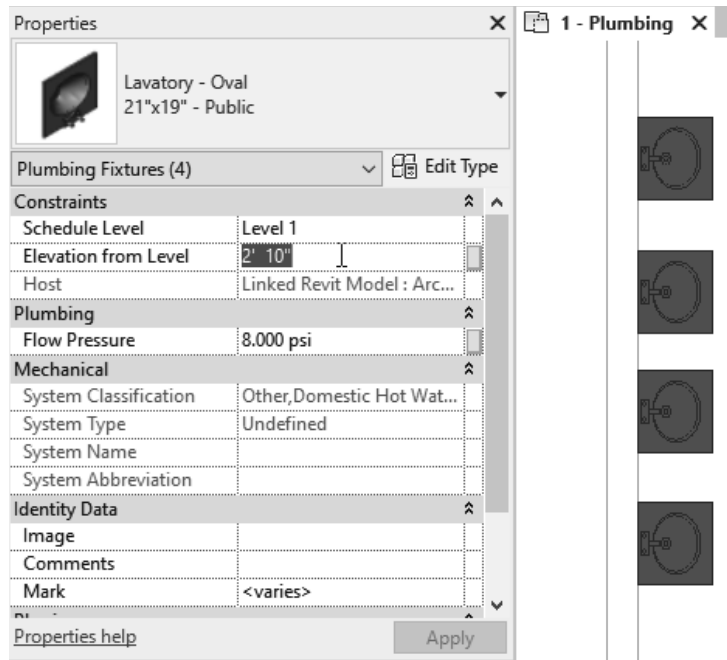 Properties
Lavatory - Oval
21"x19" - Public
Plumbing Fixtures (4)
Edit Type
Constraints
Schedule Level Level 1
Elevation from Level 2' 10"
Host Linked Revit Model : Arc...
Plumbing
Flow Pressure 8.000 psi
Mechanical
System Classification Other,Domestic Hot Wat...
System Type Undefined
System Name
System Abbreviation
Identity Data
Image
Comments
Mark <varies>
Properties help
Apply
1 - Plumbing